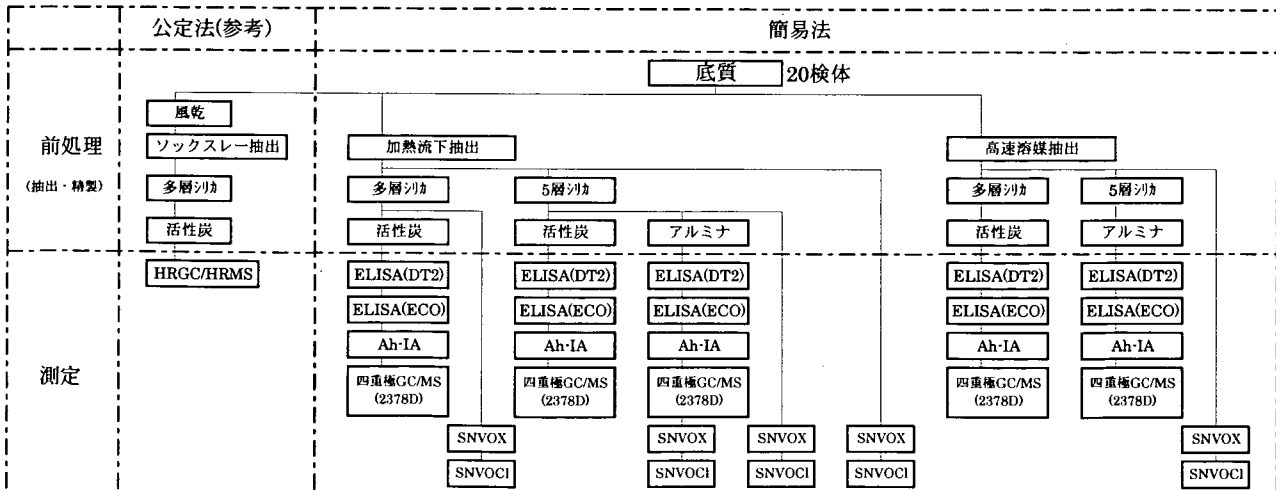 公定法(参考) 簡易法
底質 20検体
風乾
前処理 ソックスレー抽出 加熱流下抽出 高速溶媒抽出
(抽出・精製) 多層シリカ 多層シリカ 5層シリカ 多層シリカ 5層シリカ
活性炭 活性炭 活性炭 アルミナ 活性炭 アルミナ
HRGC/HRMS ELISA(DT2) ELISA(DT2) ELISA(DT2) ELISA(DT2) ELISA(DT2)
ELISA(ECO) ELISA(ECO) ELISA(ECO) ELISA(ECO) ELISA(ECO)
Ah-IA Ah-IA Ah-IA Ah-IA Ah-IA
測定 四重極GC/MS 四重極GC/MS 四重極GC/MS 四重極GC/MS 四重極GC/MS
(2378D) (2378D) (2378D) (2378D) (2378D)
SNVOX SNVOX SNVOX SNVOX SNVOX
SNVOCl SNVOCl SNVOCl SNVOCl SNVOCl